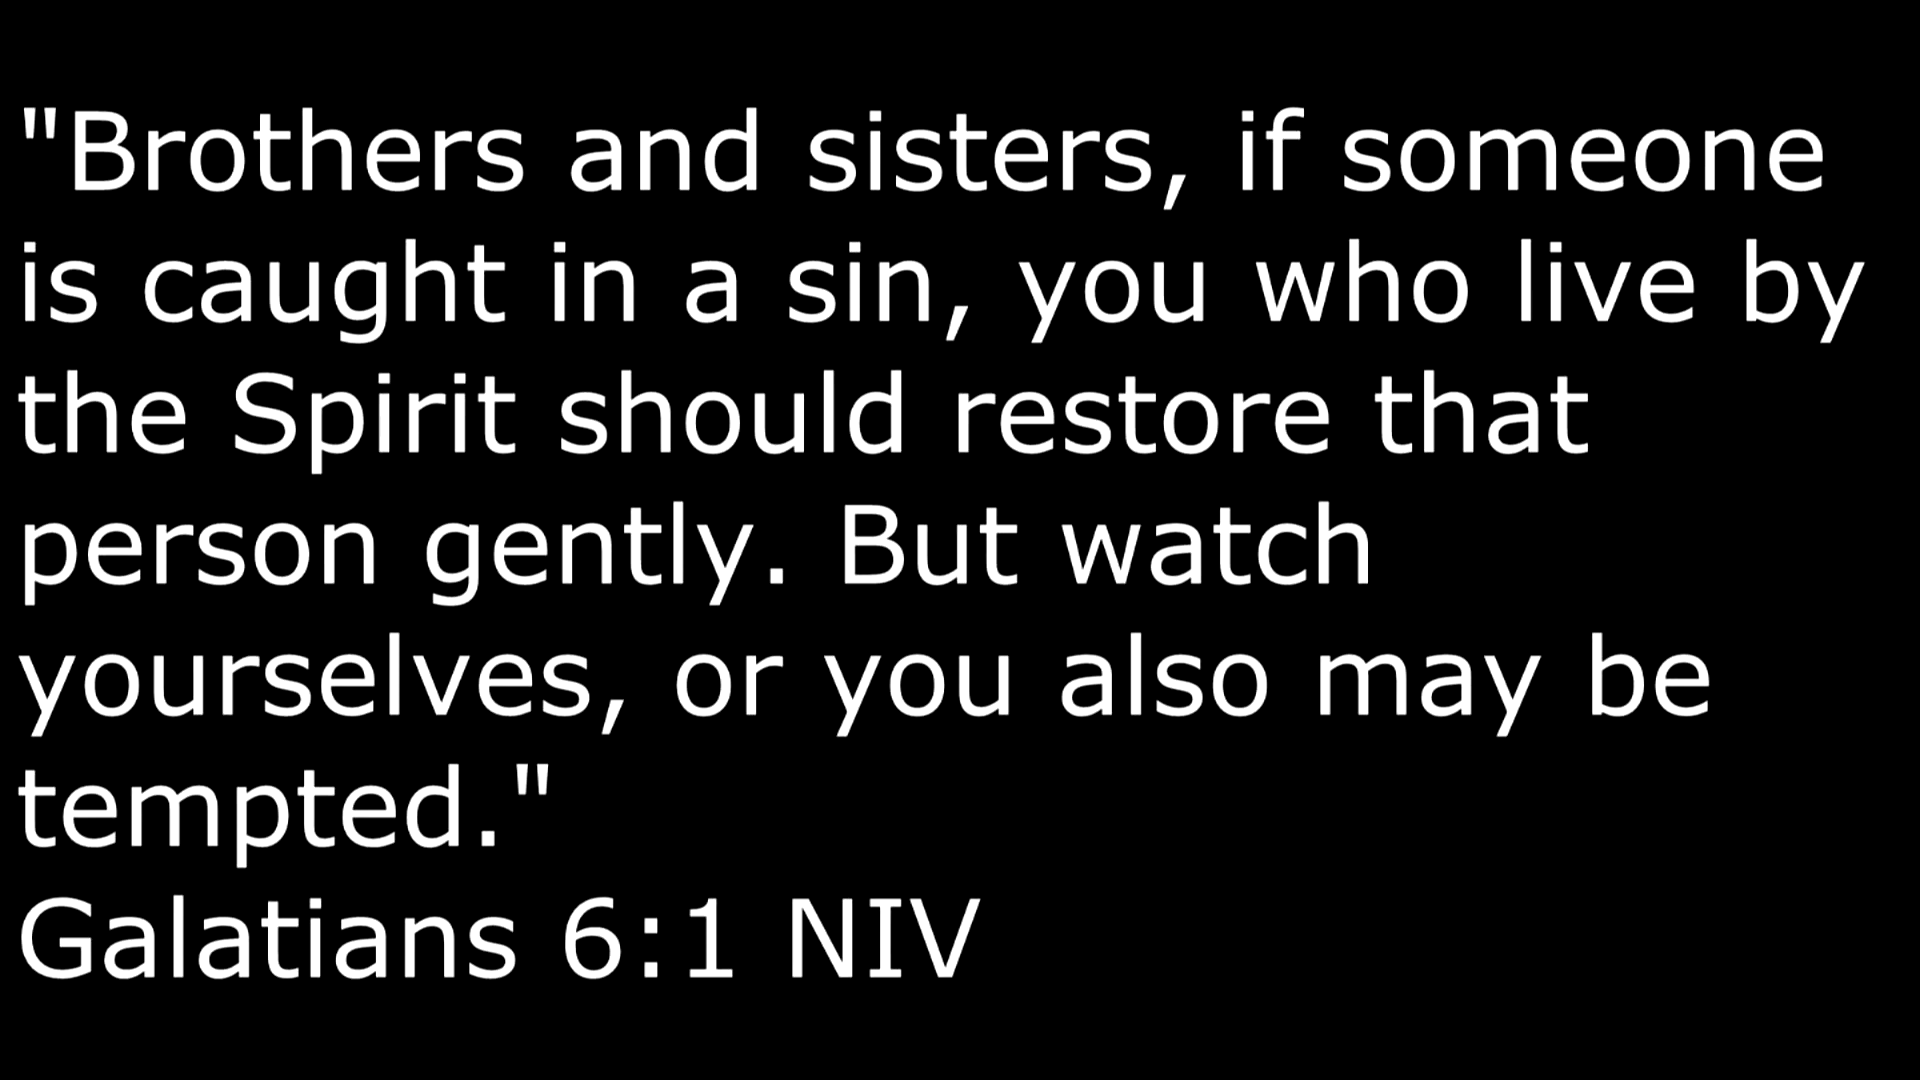 "Brothers and sisters, if someone
is caught in a sin, you who live by
the Spirit should restore that
person gently. But watch
yourselves, or you also may be
tempted."
Galatians 6:1 NIV